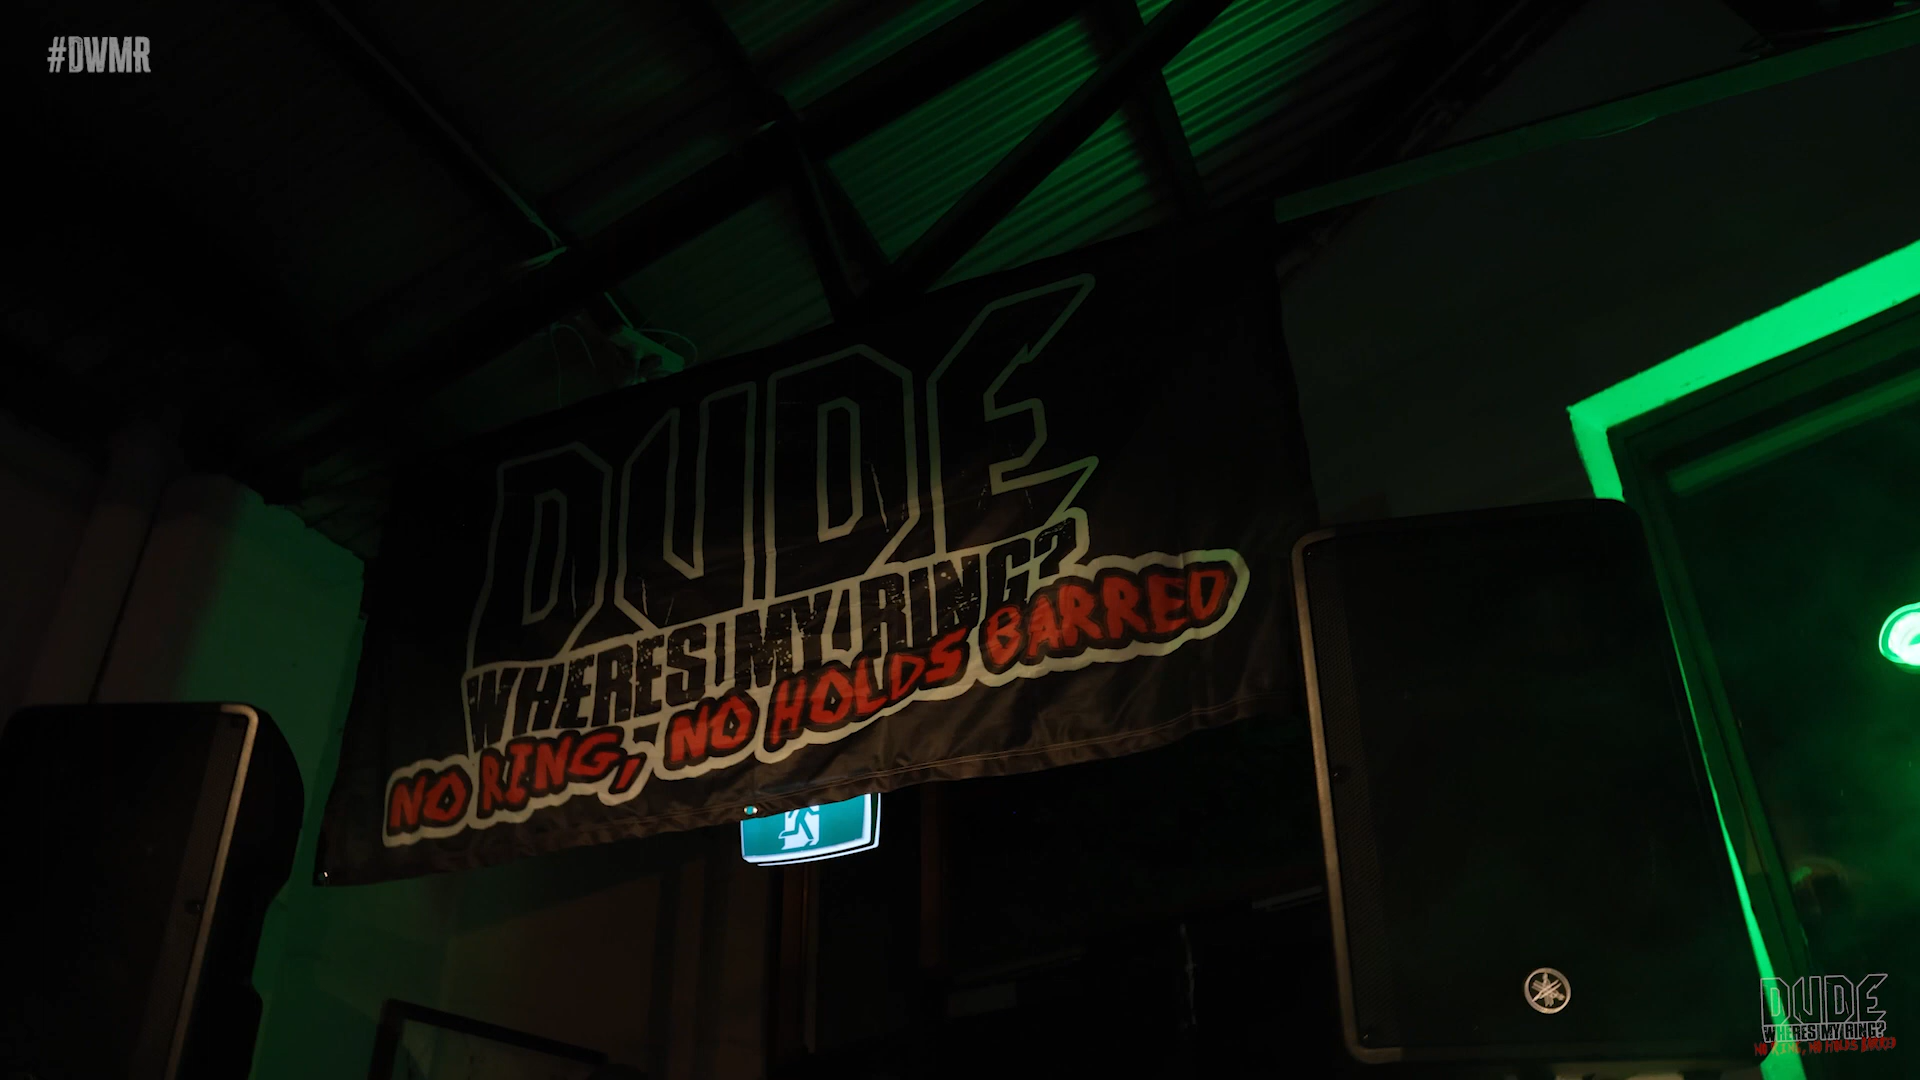 #DWMR
DUDE
WHERES MY RING?
NO RING, NO HOLDS BARRED
DUDE
WHERES MY RING?
NO RING, NO HOLDS BARRED